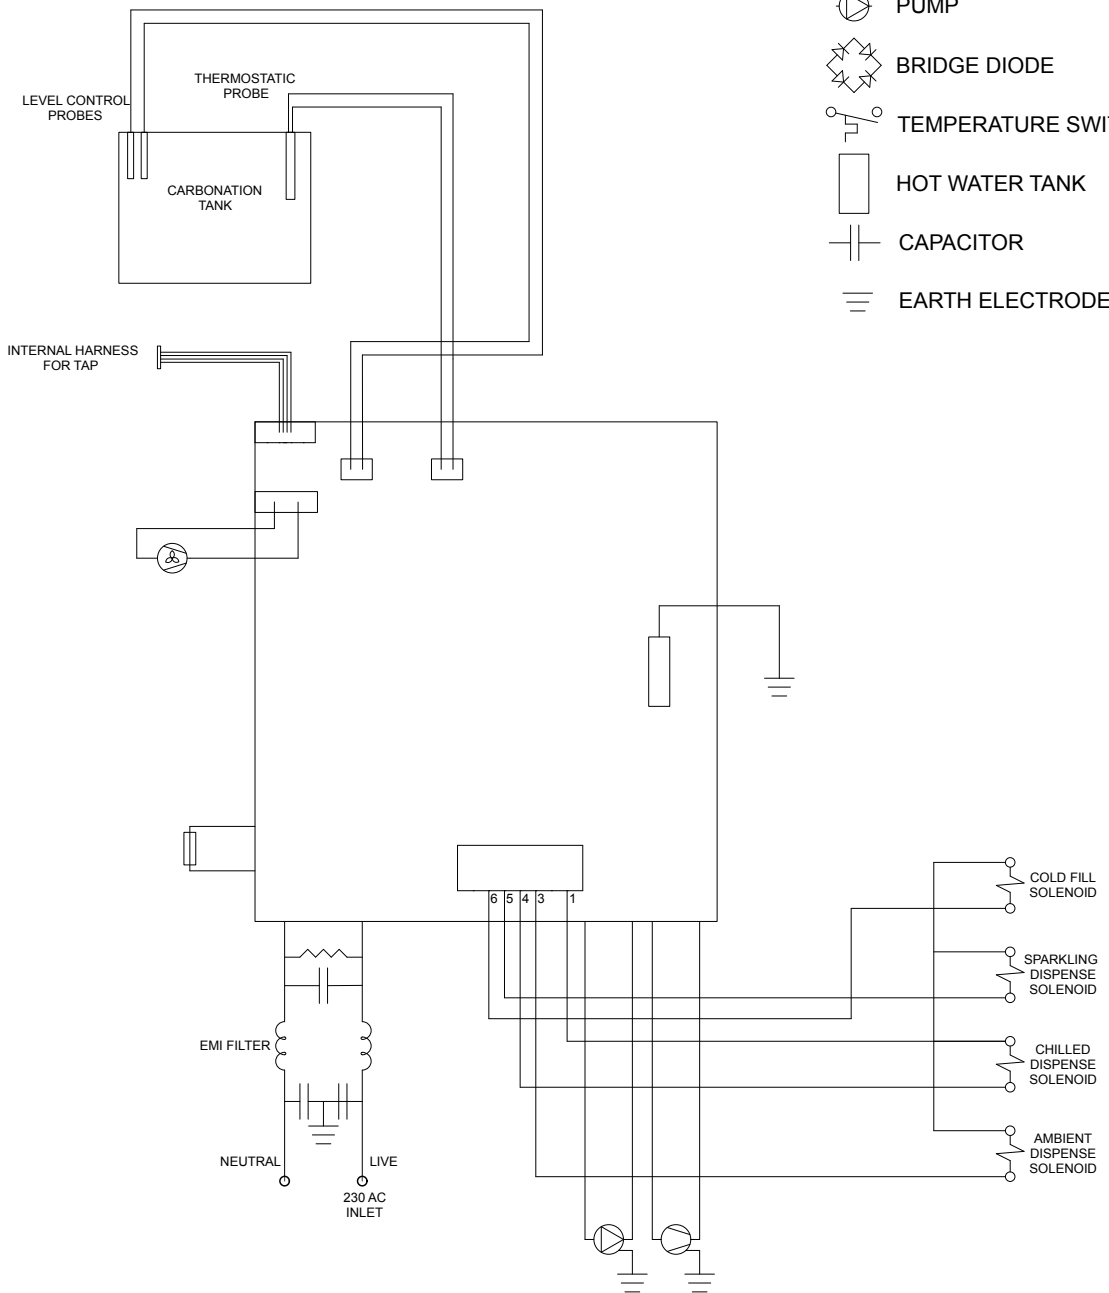 PUMP
BRIDGE DIODE
TEMPERATURE SWIT
HOT WATER TANK
CAPACITOR
EARTH ELECTRODE
LEVEL CONTROL
PROBES
THERMOSTATIC
PROBE
CARBONATION
TANK
INTERNAL HARNESS
FOR TAP
6 5 4 3 1
COLD FILL
SOLENOID
SPARKLING
DISPENSE
SOLENOID
CHILLED
DISPENSE
SOLENOID
AMBIENT
DISPENSE
SOLENOID
EMI FILTER
NEUTRAL
LIVE
230 AC
INLET